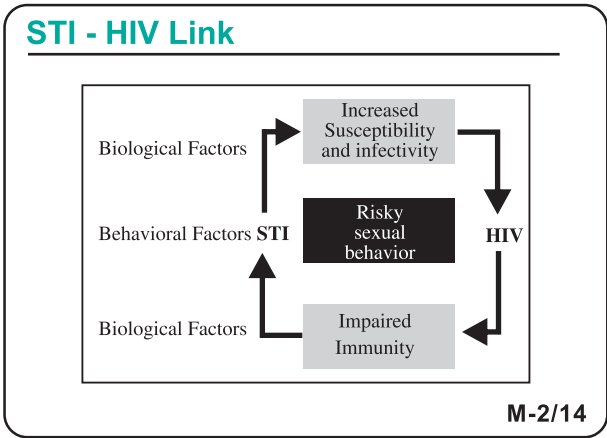 STI - HIV Link
Increased
Susceptibility
and infectivity
Biological Factors
Risky
sexual
behavior
Behavioral Factors STI
HIV
Impaired
Immunity
Biological Factors
M-2/14